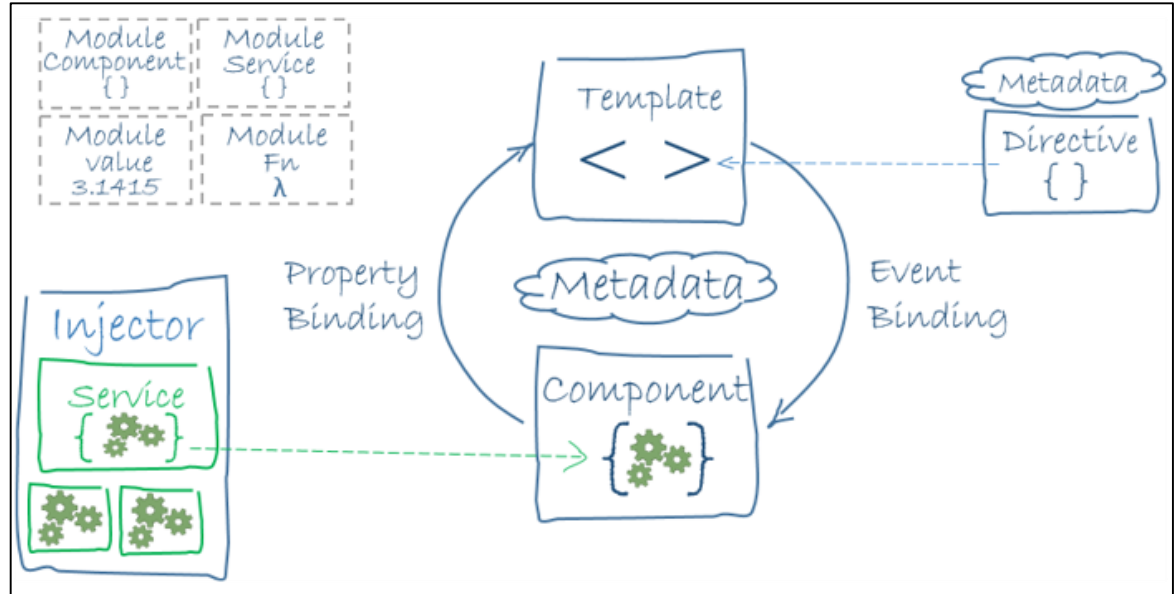 Module
Component
{ }
Module
Service
{ }
Module
value
3.1415
Module
Fn
λ
Template
< >
Metadata
Directive
{ }
Property
Binding
Metadata
Event
Binding
Injector
Service
{ }
Component
{ }